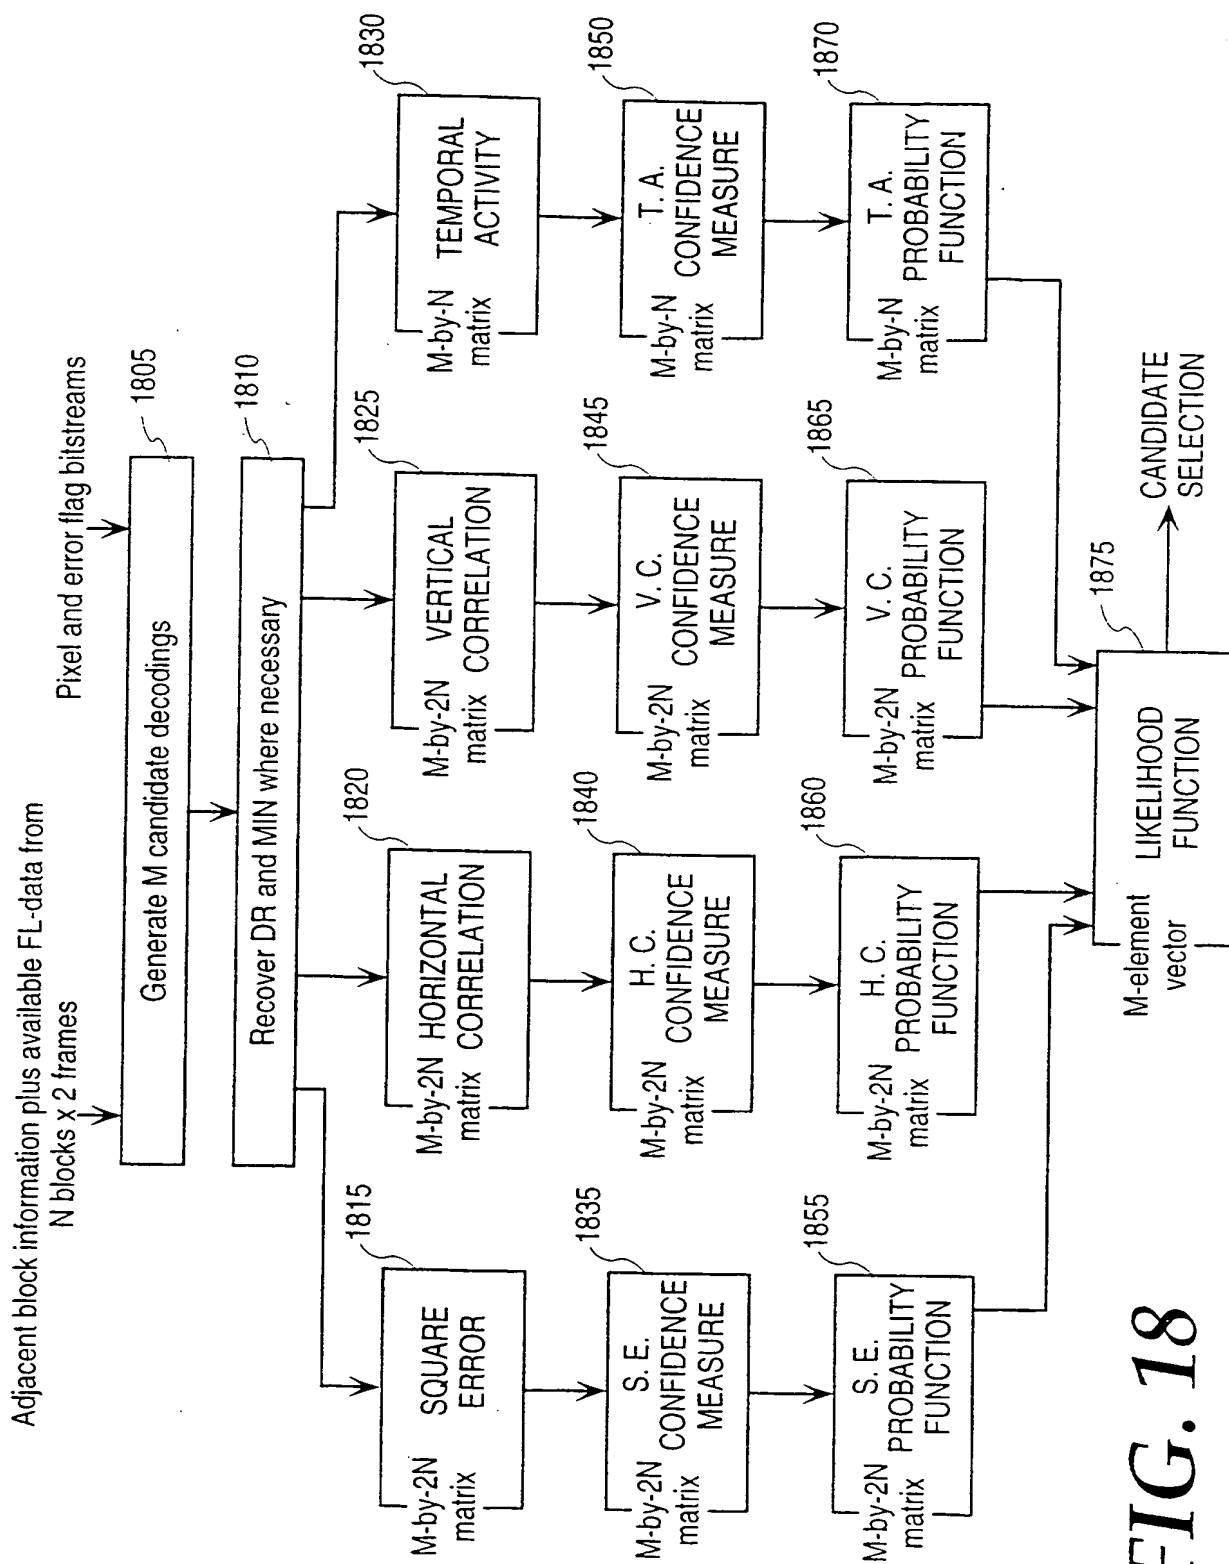 Adjacent block information plus available FL-data from
N blocks x 2 frames
Pixel and error flag bitstreams
1805
Generate M candidate decodings
1810
Recover DR and MIN where necessary
1815
M-by-2N
matrix
SQUARE
ERROR
1820
M-by-2N
matrix
HORIZONTAL
CORRELATION
1825
M-by-2N
matrix
VERTICAL
CORRELATION
1830
M-by-N
matrix
TEMPORAL
ACTIVITY
1835
M-by-2N
matrix
S. E.
CONFIDENCE
MEASURE
1840
M-by-2N
matrix
H. C.
CONFIDENCE
MEASURE
1845
M-by-2N
matrix
V. C.
CONFIDENCE
MEASURE
1850
M-by-N
matrix
T. A.
CONFIDENCE
MEASURE
1855
M-by-2N
matrix
S. E.
PROBABILITY
FUNCTION
1860
M-by-2N
matrix
H. C.
PROBABILITY
FUNCTION
1865
M-by-2N
matrix
V. C.
PROBABILITY
FUNCTION
1870
M-by-N
matrix
T. A.
PROBABILITY
FUNCTION
1875
M-element
vector
LIKELIHOOD
FUNCTION
CANDIDATE
SELECTION
FIG. 18